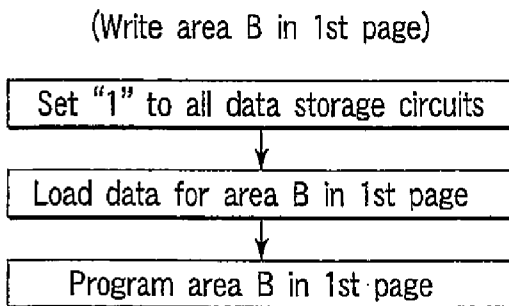 (Write area B in 1st page)
Set “1” to all data storage circuits
Load data for area B in 1st page
Program area B in 1st page